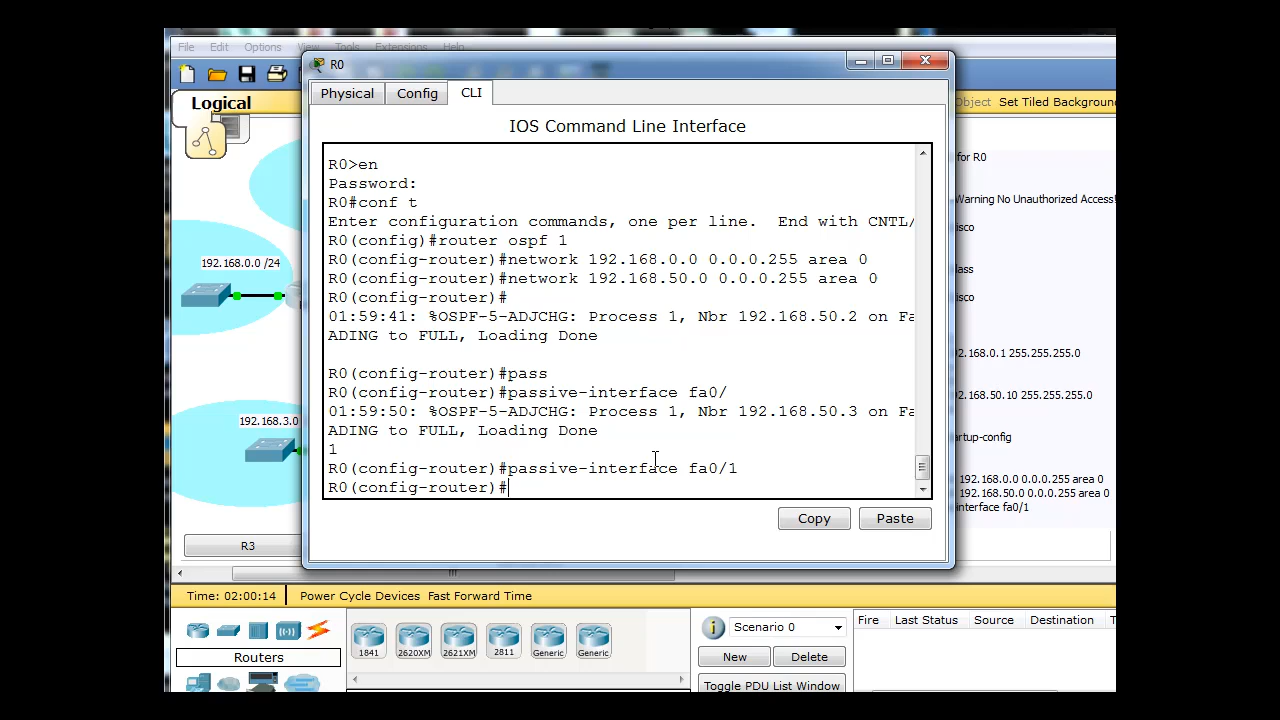 File Edit Options View Tools Extensions Help
R0
Physical Config CLI
Logical
Object Set Tiled Background
IOS Command Line Interface
R0>en
Password:
R0#conf t
Enter configuration commands, one per line. End with CNTL/
R0(config)#router ospf 1
R0(config-router)#network 192.168.0.0 0.0.0.255 area 0
R0(config-router)#network 192.168.50.0 0.0.0.255 area 0
R0(config-router)#
01:59:41: %OSPF-5-ADJCHG: Process 1, Nbr 192.168.50.2 on Fa
ADING to FULL, Loading Done
R0(config-router)#pass
R0(config-router)#passive-interface fa0/
01:59:50: %OSPF-5-ADJCHG: Process 1, Nbr 192.168.50.3 on Fa
ADING to FULL, Loading Done
1
R0(config-router)#passive-interface fa0/1
R0(config-router)#
Copy Paste
192.168.0.0 /24
192.168.3.0
R3
for R0
Warning No Unauthorized Access!
isco
lass
isco
92.168.0.1 255.255.255.0
92.168.50.10 255.255.255.0
artup-config
92.168.0.0 0.0.0.255 area 0
92.168.50.0 0.0.0.255 area 0
interface fa0/1
Time: 02:00:14 Power Cycle Devices Fast Forward Time
Routers
1841 2620XM 2621XM 2811 Generic Generic
Scenario 0
New Delete
Toggle PDU List Window
Fire Last Status Source Destination T